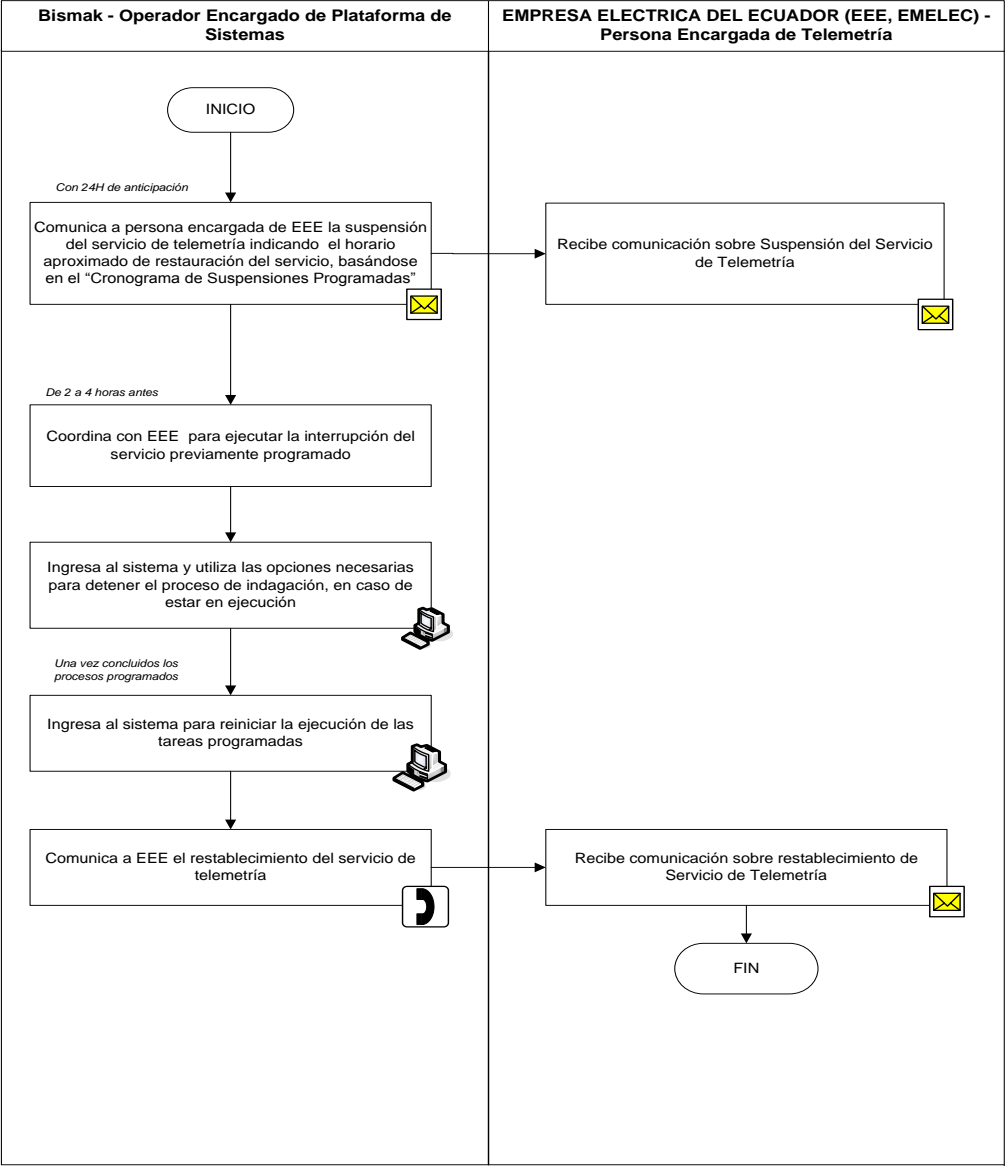 Bismak - Operador Encargado de Plataforma de
Sistemas
EMPRESA ELECTRICA DEL ECUADOR (EEE, EMELEC) -
Persona Encargada de Telemetría
INICIO
Con 24H de anticipación
Comunica a persona encargada de EEE la suspensión
del servicio de telemetría indicando el horario
aproximado de restauración del servicio, basándose
en el “Cronograma de Suspensiones Programadas”
Recibe comunicación sobre Suspensión del Servicio
de Telemetría
De 2 a 4 horas antes
Coordina con EEE para ejecutar la interrupción del
servicio previamente programado
Ingresa al sistema y utiliza las opciones necesarias
para detener el proceso de indagación, en caso de
estar en ejecución
Una vez concluidos los
procesos programados
Ingresa al sistema para reiniciar la ejecución de las
tareas programadas
Comunica a EEE el restablecimiento del servicio de
telemetría
Recibe comunicación sobre restablecimiento de
Servicio de Telemetría
FIN